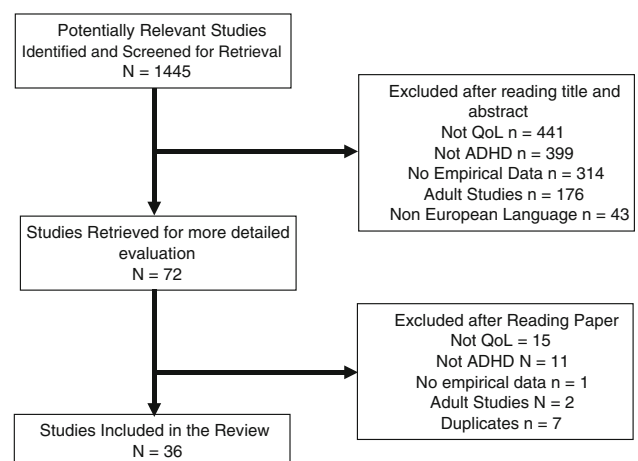 Potentially Relevant Studies
Identified and Screened for Retrieval
N = 1445
Excluded after reading title and
abstract
Not QoL n = 441
Not ADHD n = 399
No Empirical Data n = 314
Adult Studies n = 176
Non European Language n = 43
Studies Retrieved for more detailed
evaluation
N = 72
Excluded after Reading Paper
Not QoL = 15
Not ADHD N = 11
No empirical data n = 1
Adult Studies N = 2
Duplicates n = 7
Studies Included in the Review
N = 36